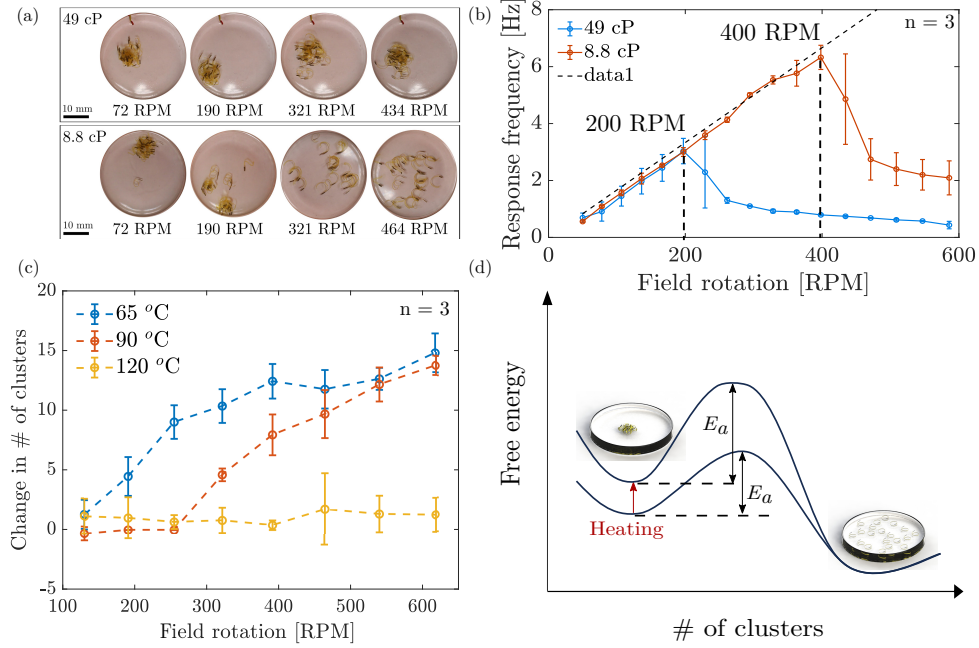 (a)
49 cP
10 mm
72 RPM 190 RPM 321 RPM 434 RPM
8.8 cP
10 mm
72 RPM 190 RPM 321 RPM 464 RPM
(b)
Response frequency [Hz]
8
6
4
2
0
49 cP
8.8 cP
data1
n = 3
400 RPM
200 RPM
0 200 400 600
Field rotation [RPM]
(c)
Change in # of clusters
20
15
10
5
0
-5
65 °C
90 °C
120 °C
n = 3
100 200 300 400 500 600
Field rotation [RPM]
(d)
Free energy
E_a
E_a
Heating
# of clusters